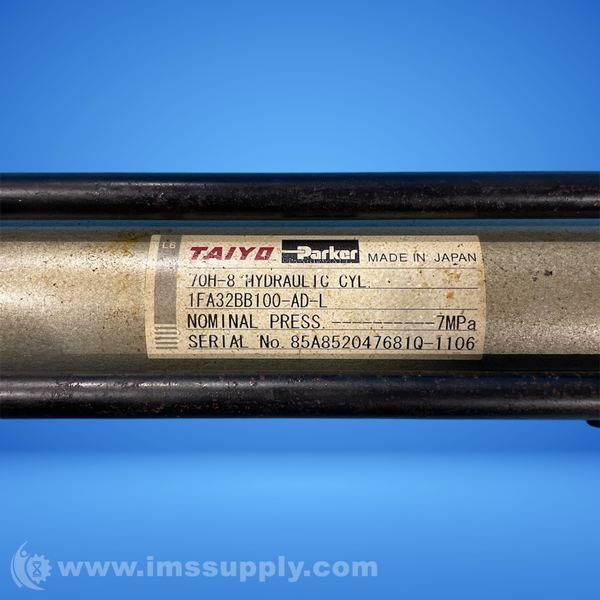 C6
TAIYO Parker MADE IN JAPAN
70H-8 HYDRAULIC CYL.
1FA32BB100-AD-L
NOMINAL PRESS.-----------7MPa
SERIAL No.85A852047681Q-1106
www.imssupply.com